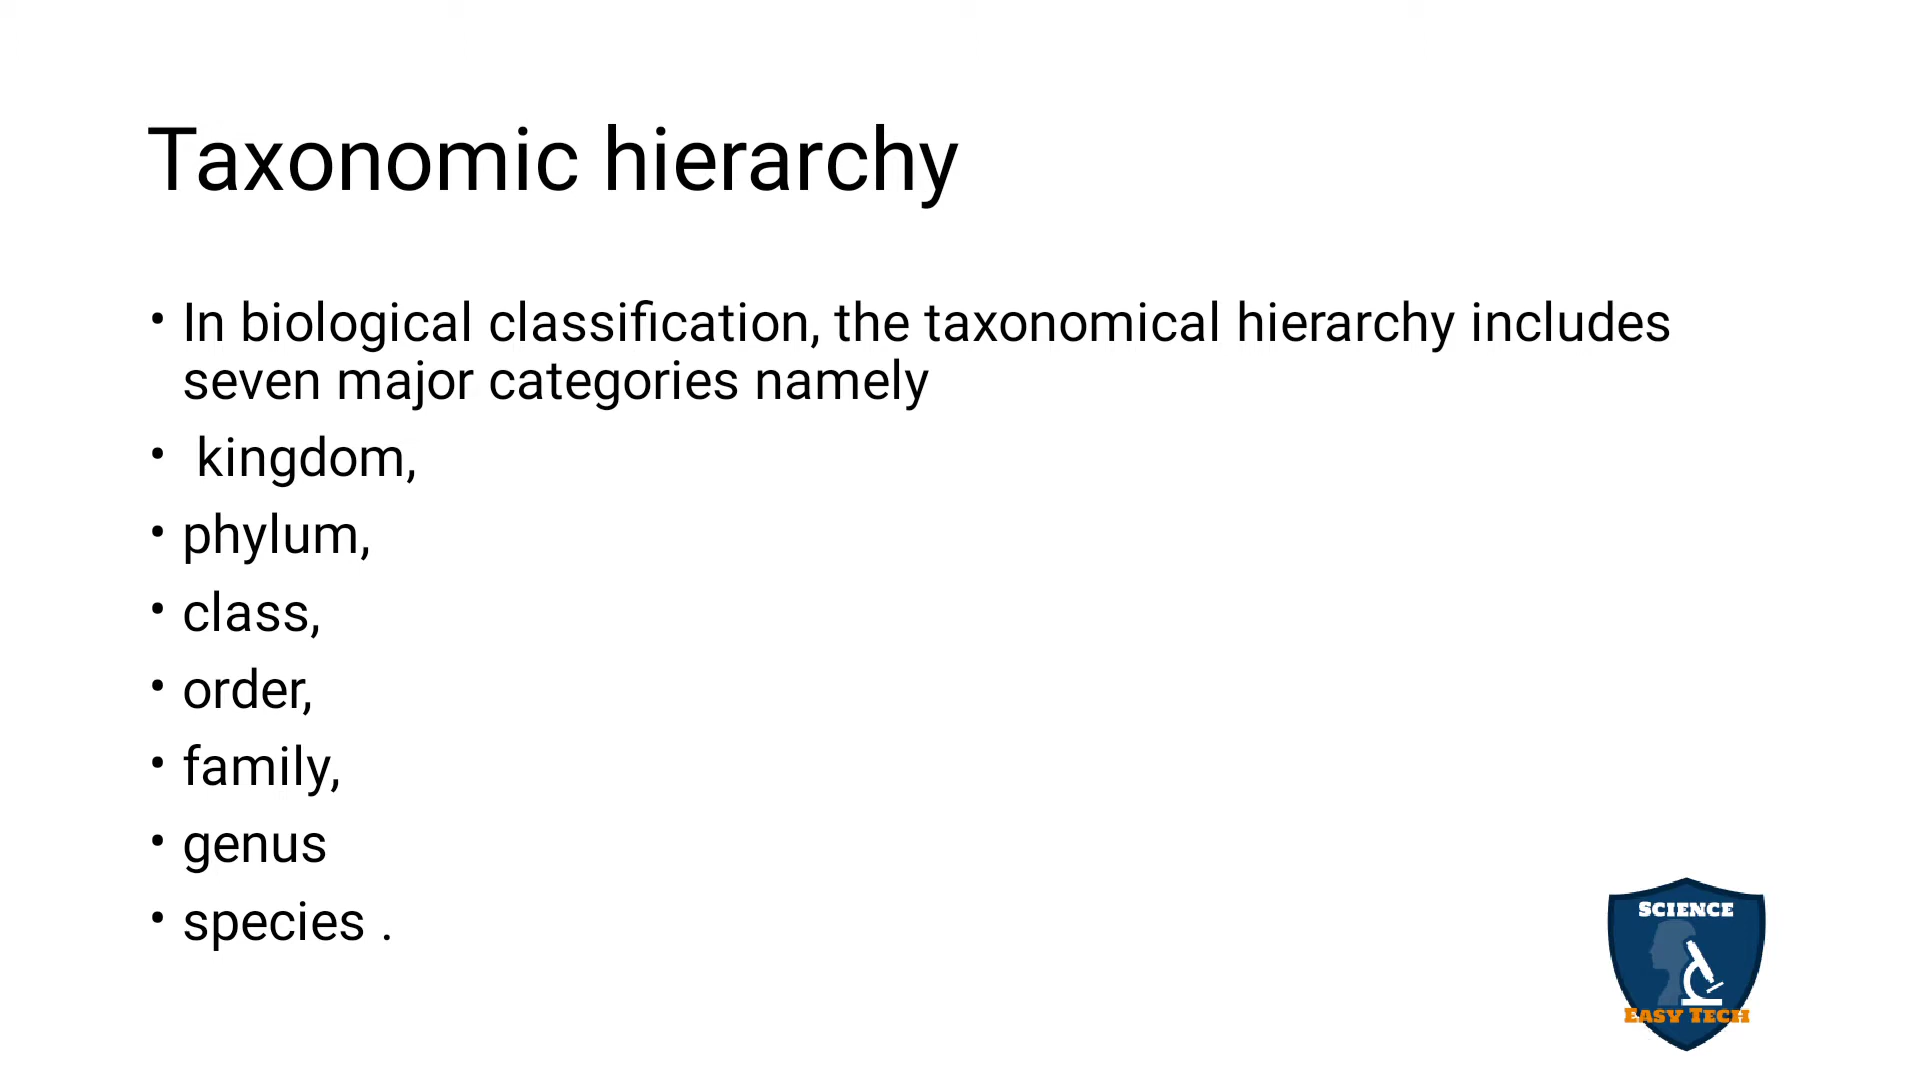 Taxonomic hierarchy
• In biological classification, the taxonomical hierarchy includes
seven major categories namely
• kingdom,
• phylum,
• class,
• order,
• family,
• genus
• species .
SCIENCE
EASY TECH